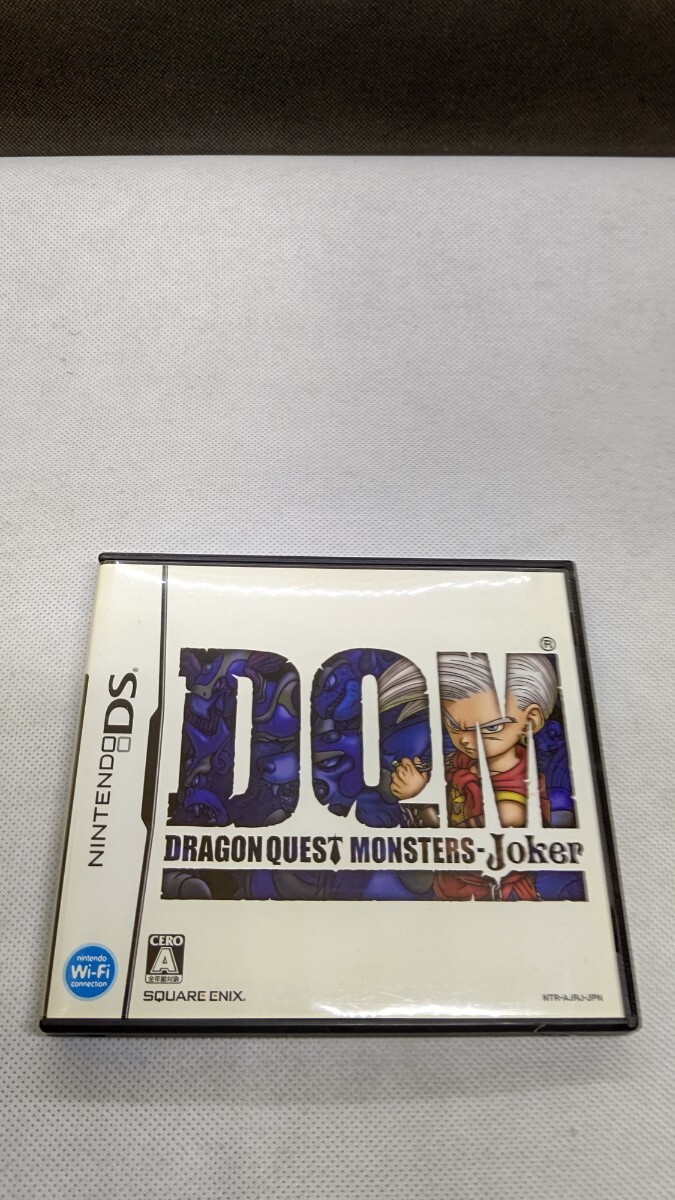 NINTENDO DS®
nintendo
Wi-Fi
connection
DQM®
DRAGON QUEST MONSTERS-Joker
CERO
A
全年齢対象
SQUARE ENIX.
NTR-AJRJ-JPN